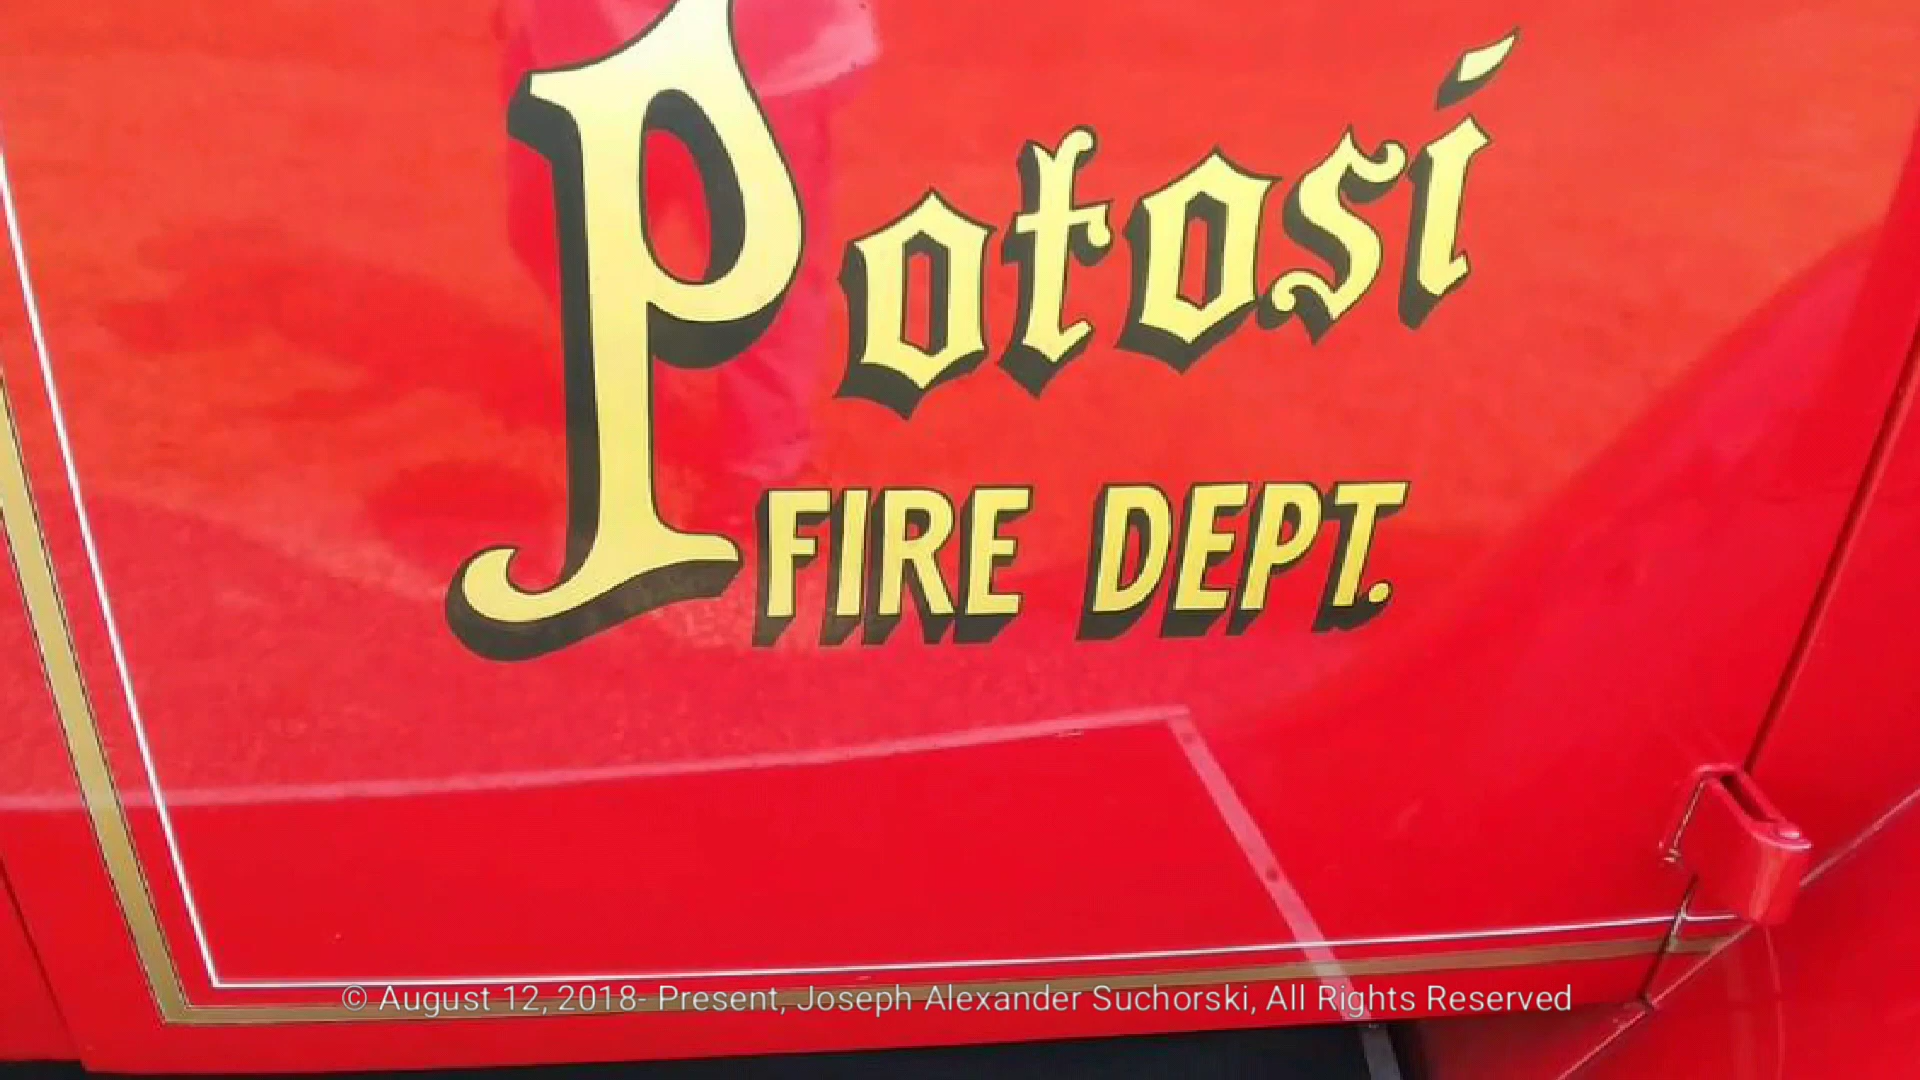 Potosi
FIRE DEPT.
© August 12, 2018- Present, Joseph Alexander Suchorski, All Rights Reserved